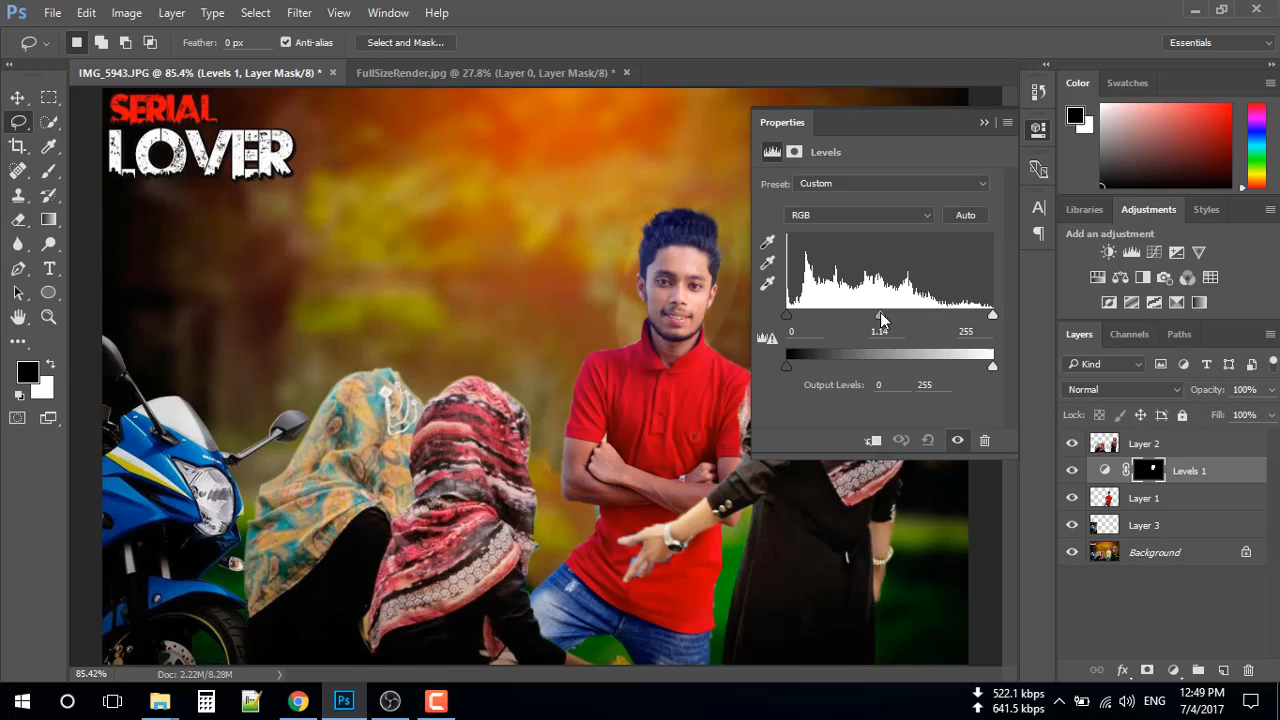 Ps File Edit Image Layer Type Select Filter 3D View Window Help
Feather: 0 px Anti-alias Select and Mask... Essentials
IMG_5943.JPG @ 85.4% (Levels 1, Layer Mask/8) * × FullSizeRender.jpg @ 27.8% (Layer 0, Layer Mask/8) * ×
SERIAL
LOVER
Properties
Levels
Preset: Custom
RGB Auto
0 1.14 255
Output Levels: 0 255
Color Swatches
Libraries Adjustments Styles
Add an adjustment
Layers Channels Paths
Kind
Normal Opacity: 100%
Lock: Fill: 100%
Layer 2
Levels 1
Layer 1
Layer 3
Background
85.42% Doc: 2.22M/8.28M
Ps
522.1 kbps
641.5 kbps
ENG
12:49 PM
7/4/2017